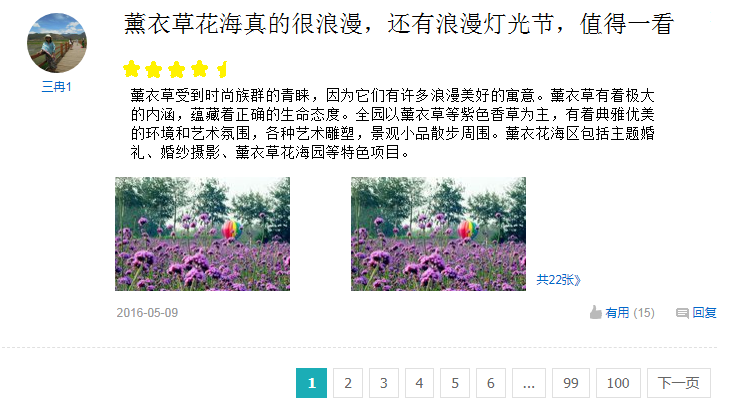 薰衣草花海真的很浪漫，还有浪漫灯光节，值得一看
三冉1
薰衣草受到时尚族群的青睐，因为它们有许多浪漫美好的寓意。薰衣草有着极大
的内涵，蕴藏着正确的生命态度。全园以薰衣草等紫色香草为主，有着典雅优美
的环境和艺术氛围，各种艺术雕塑，景观小品散步周围。薰衣花海区包括主题婚
礼、婚纱摄影、薰衣草花海园等特色项目。
共22张》
2016-05-09 有用 (15) 回复
1 2 3 4 5 6 ... 99 100 下一页